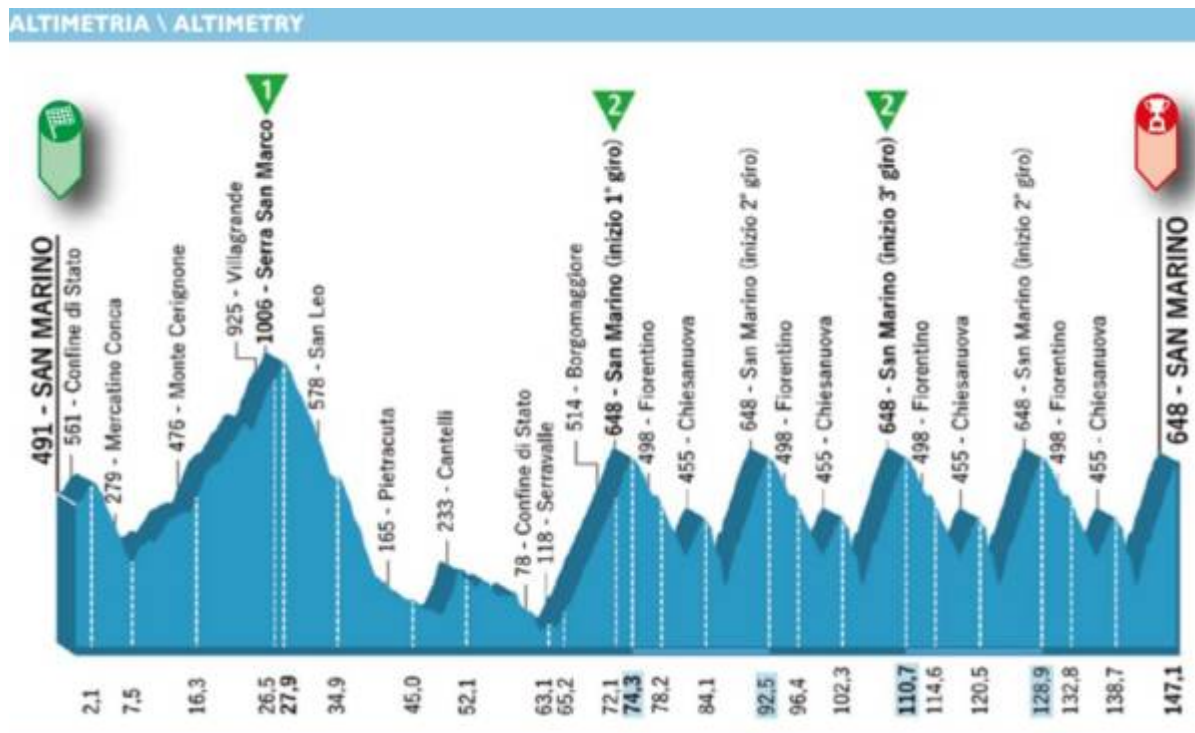 ALTIMETRIA \ ALTIMETRY
491 - SAN MARINO
561 - Confine di Stato
279 - Mercatino Conca
476 - Monte Cerignone
925 - Villagrande
1
1006 - Serra San Marco
578 - San Leo
165 - Pietracuta
233 - Cantelli
78 - Confine di Stato
118 - Serravalle
514 - Borgomaggiore
2
648 - San Marino (inizio 1° giro)
498 - Fiorentino
455 - Chiesanuova
648 - San Marino (inizio 2° giro)
498 - Fiorentino
455 - Chiesanuova
2
648 - San Marino (inizio 3° giro)
498 - Fiorentino
455 - Chiesanuova
648 - San Marino (inizio 2° giro)
498 - Fiorentino
455 - Chiesanuova
648 - SAN MARINO
2,1
7,5
16,3
26,5
27,9
34,9
45,0
52,1
63,1
65,2
72,1
74,3
78,2
84,1
92,5
96,4
102,3
110,7
114,6
120,5
128,9
132,8
138,7
147,1